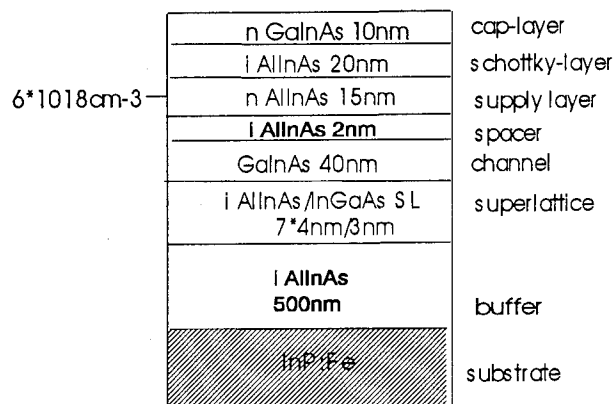 n GaInAs 10nm cap-layer
i AlInAs 20nm schottky-layer
6*1018cm-3 n AlInAs 15nm supply layer
i AlInAs 2nm spacer
GaInAs 40nm channel
i AlInAs/InGaAs SL superlattice
7*4nm/3nm
i AlInAs
500nm buffer
InP:Fe
substrate